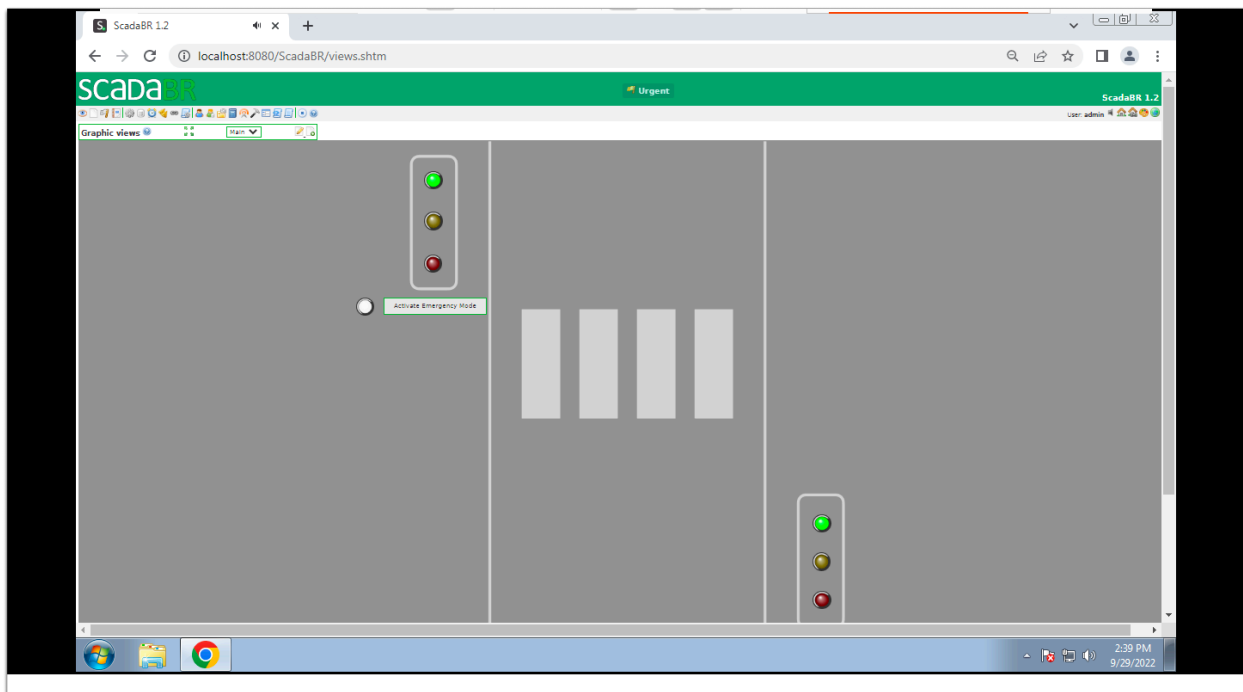 S. ScadaBR 1.2
localhost:8080/ScadaBR/views.shtm
scadaBR
Urgent
ScadaBR 1.2
User: admin
Graphic views
Main
Activate Emergency Mode
2:39 PM
9/29/2022